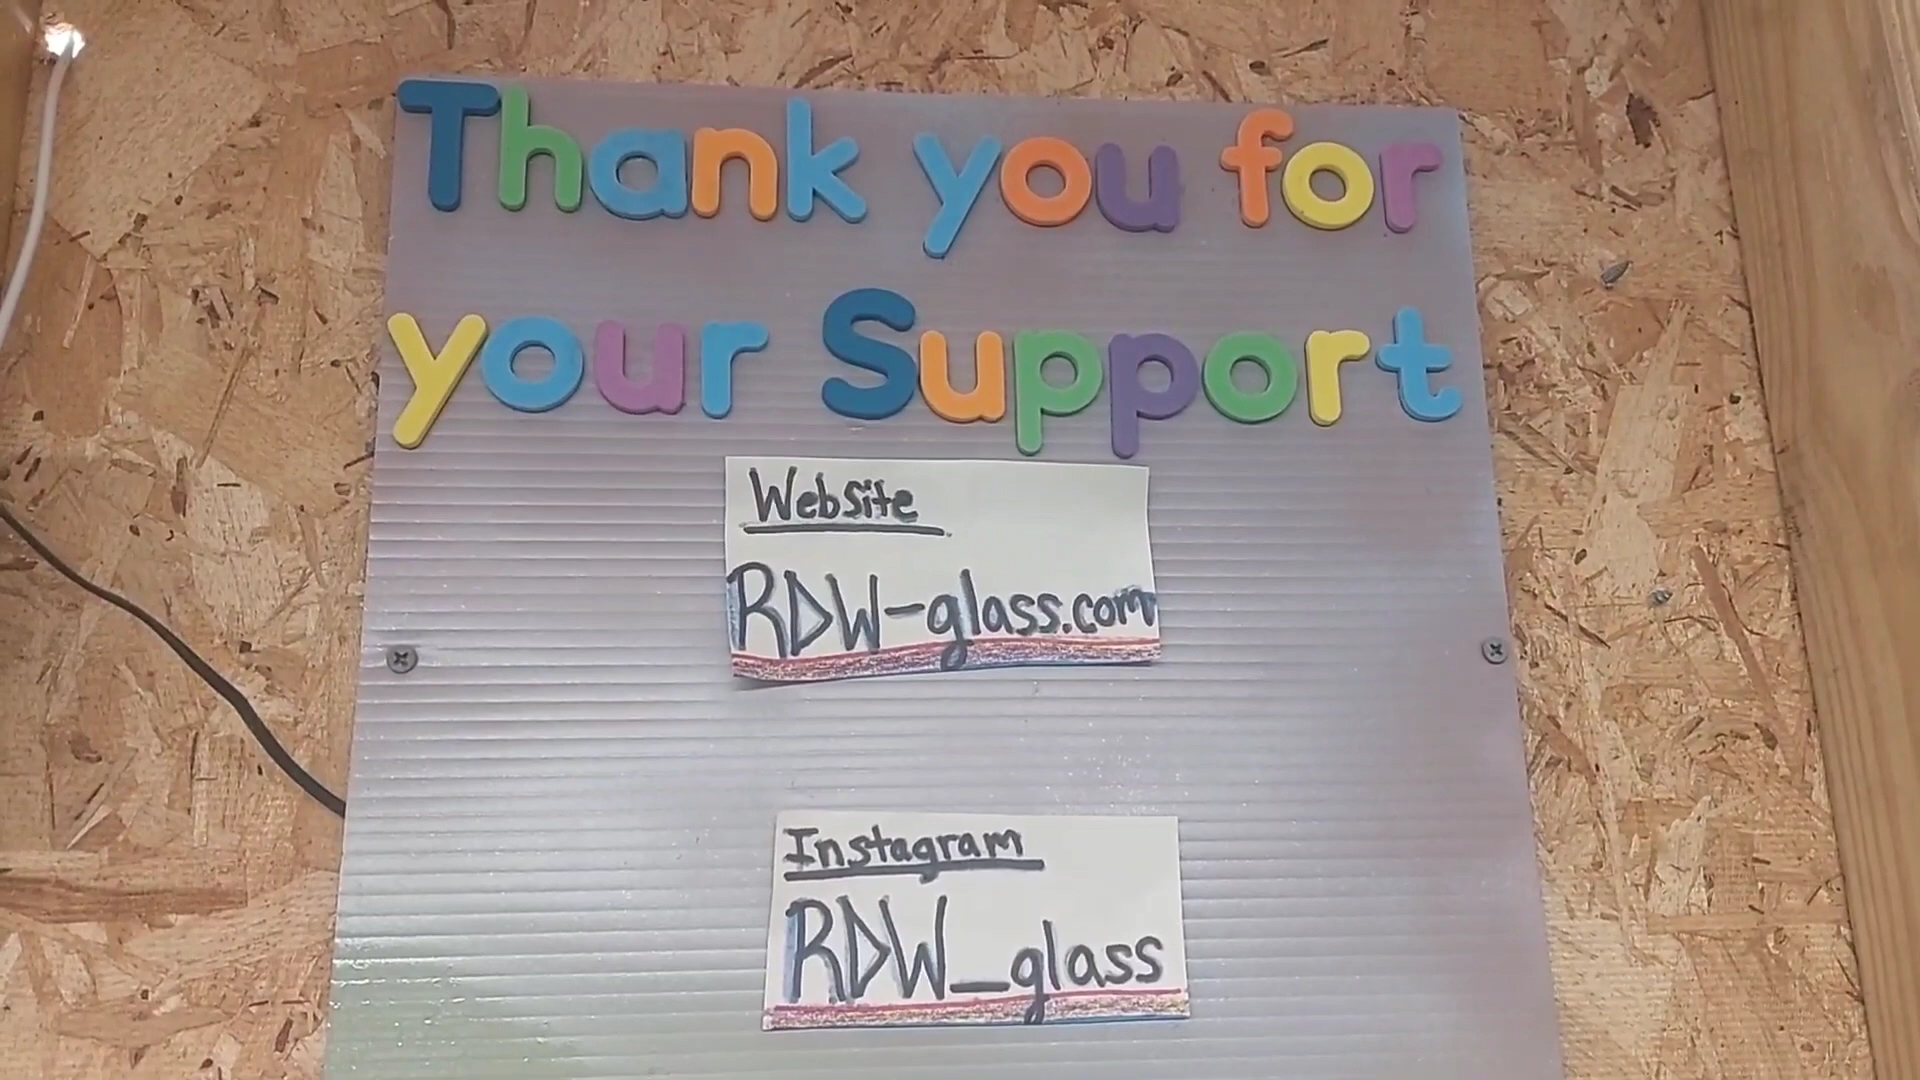 Thank you for
your Support
Website
RDW-glass.com
Instagram
RDW_glass